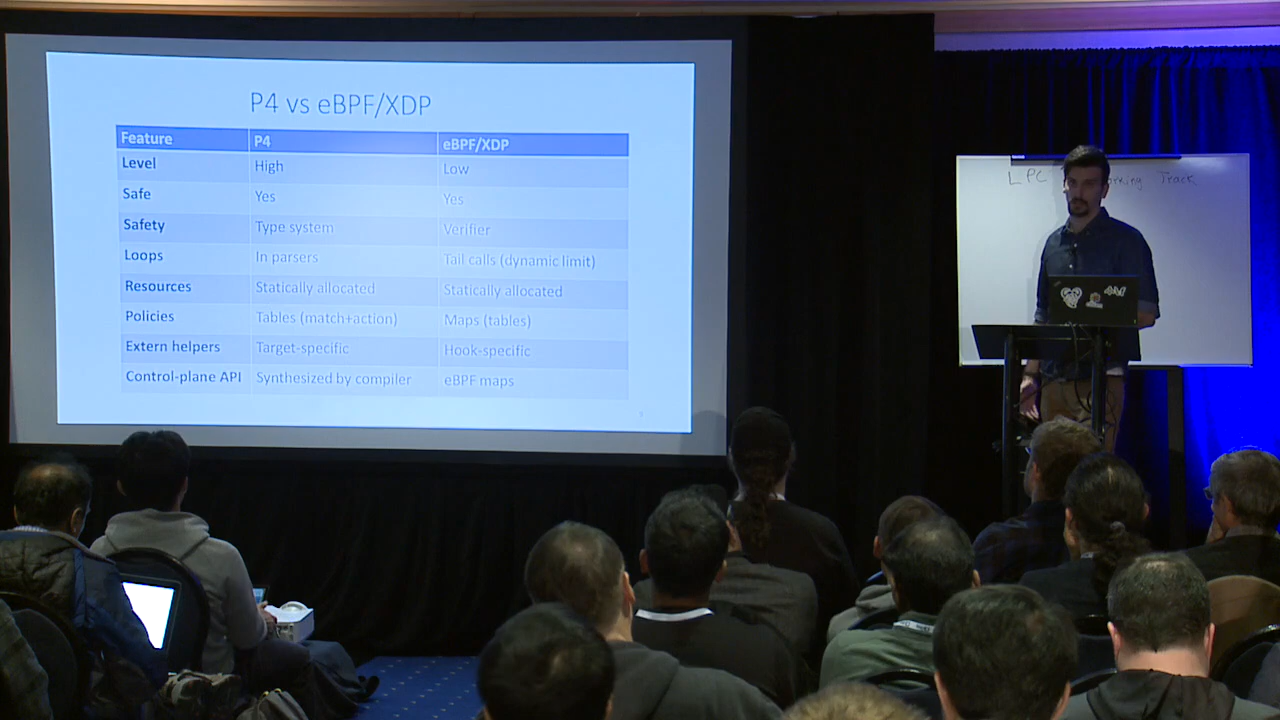 P4 vs eBPF/XDP
Feature P4 eBPF/XDP
Level High Low
Safe Yes Yes
Safety Type system Verifier
Loops In parsers Tail calls (dynamic limit)
Resources Statically allocated Statically allocated
Policies Tables (match+action) Maps (tables)
Extern helpers Target-specific Hook-specific
Control-plane API Synthesized by compiler eBPF maps
7
LPC Track